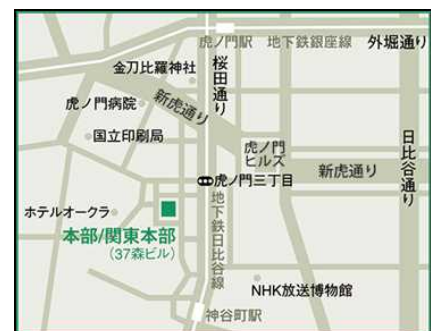 虎ノ門駅 地下鉄銀座線 外堀通り
金刀比羅神社
桜田通り
新虎通り
虎ノ門病院
国立印刷局
虎ノ門
ヒルズ
日比谷通り
虎ノ門三丁目
新虎通り
ホテルオークラ
地下鉄日比谷線
本部/関東本部
(37森ビル)
NHK放送博物館
神谷町駅